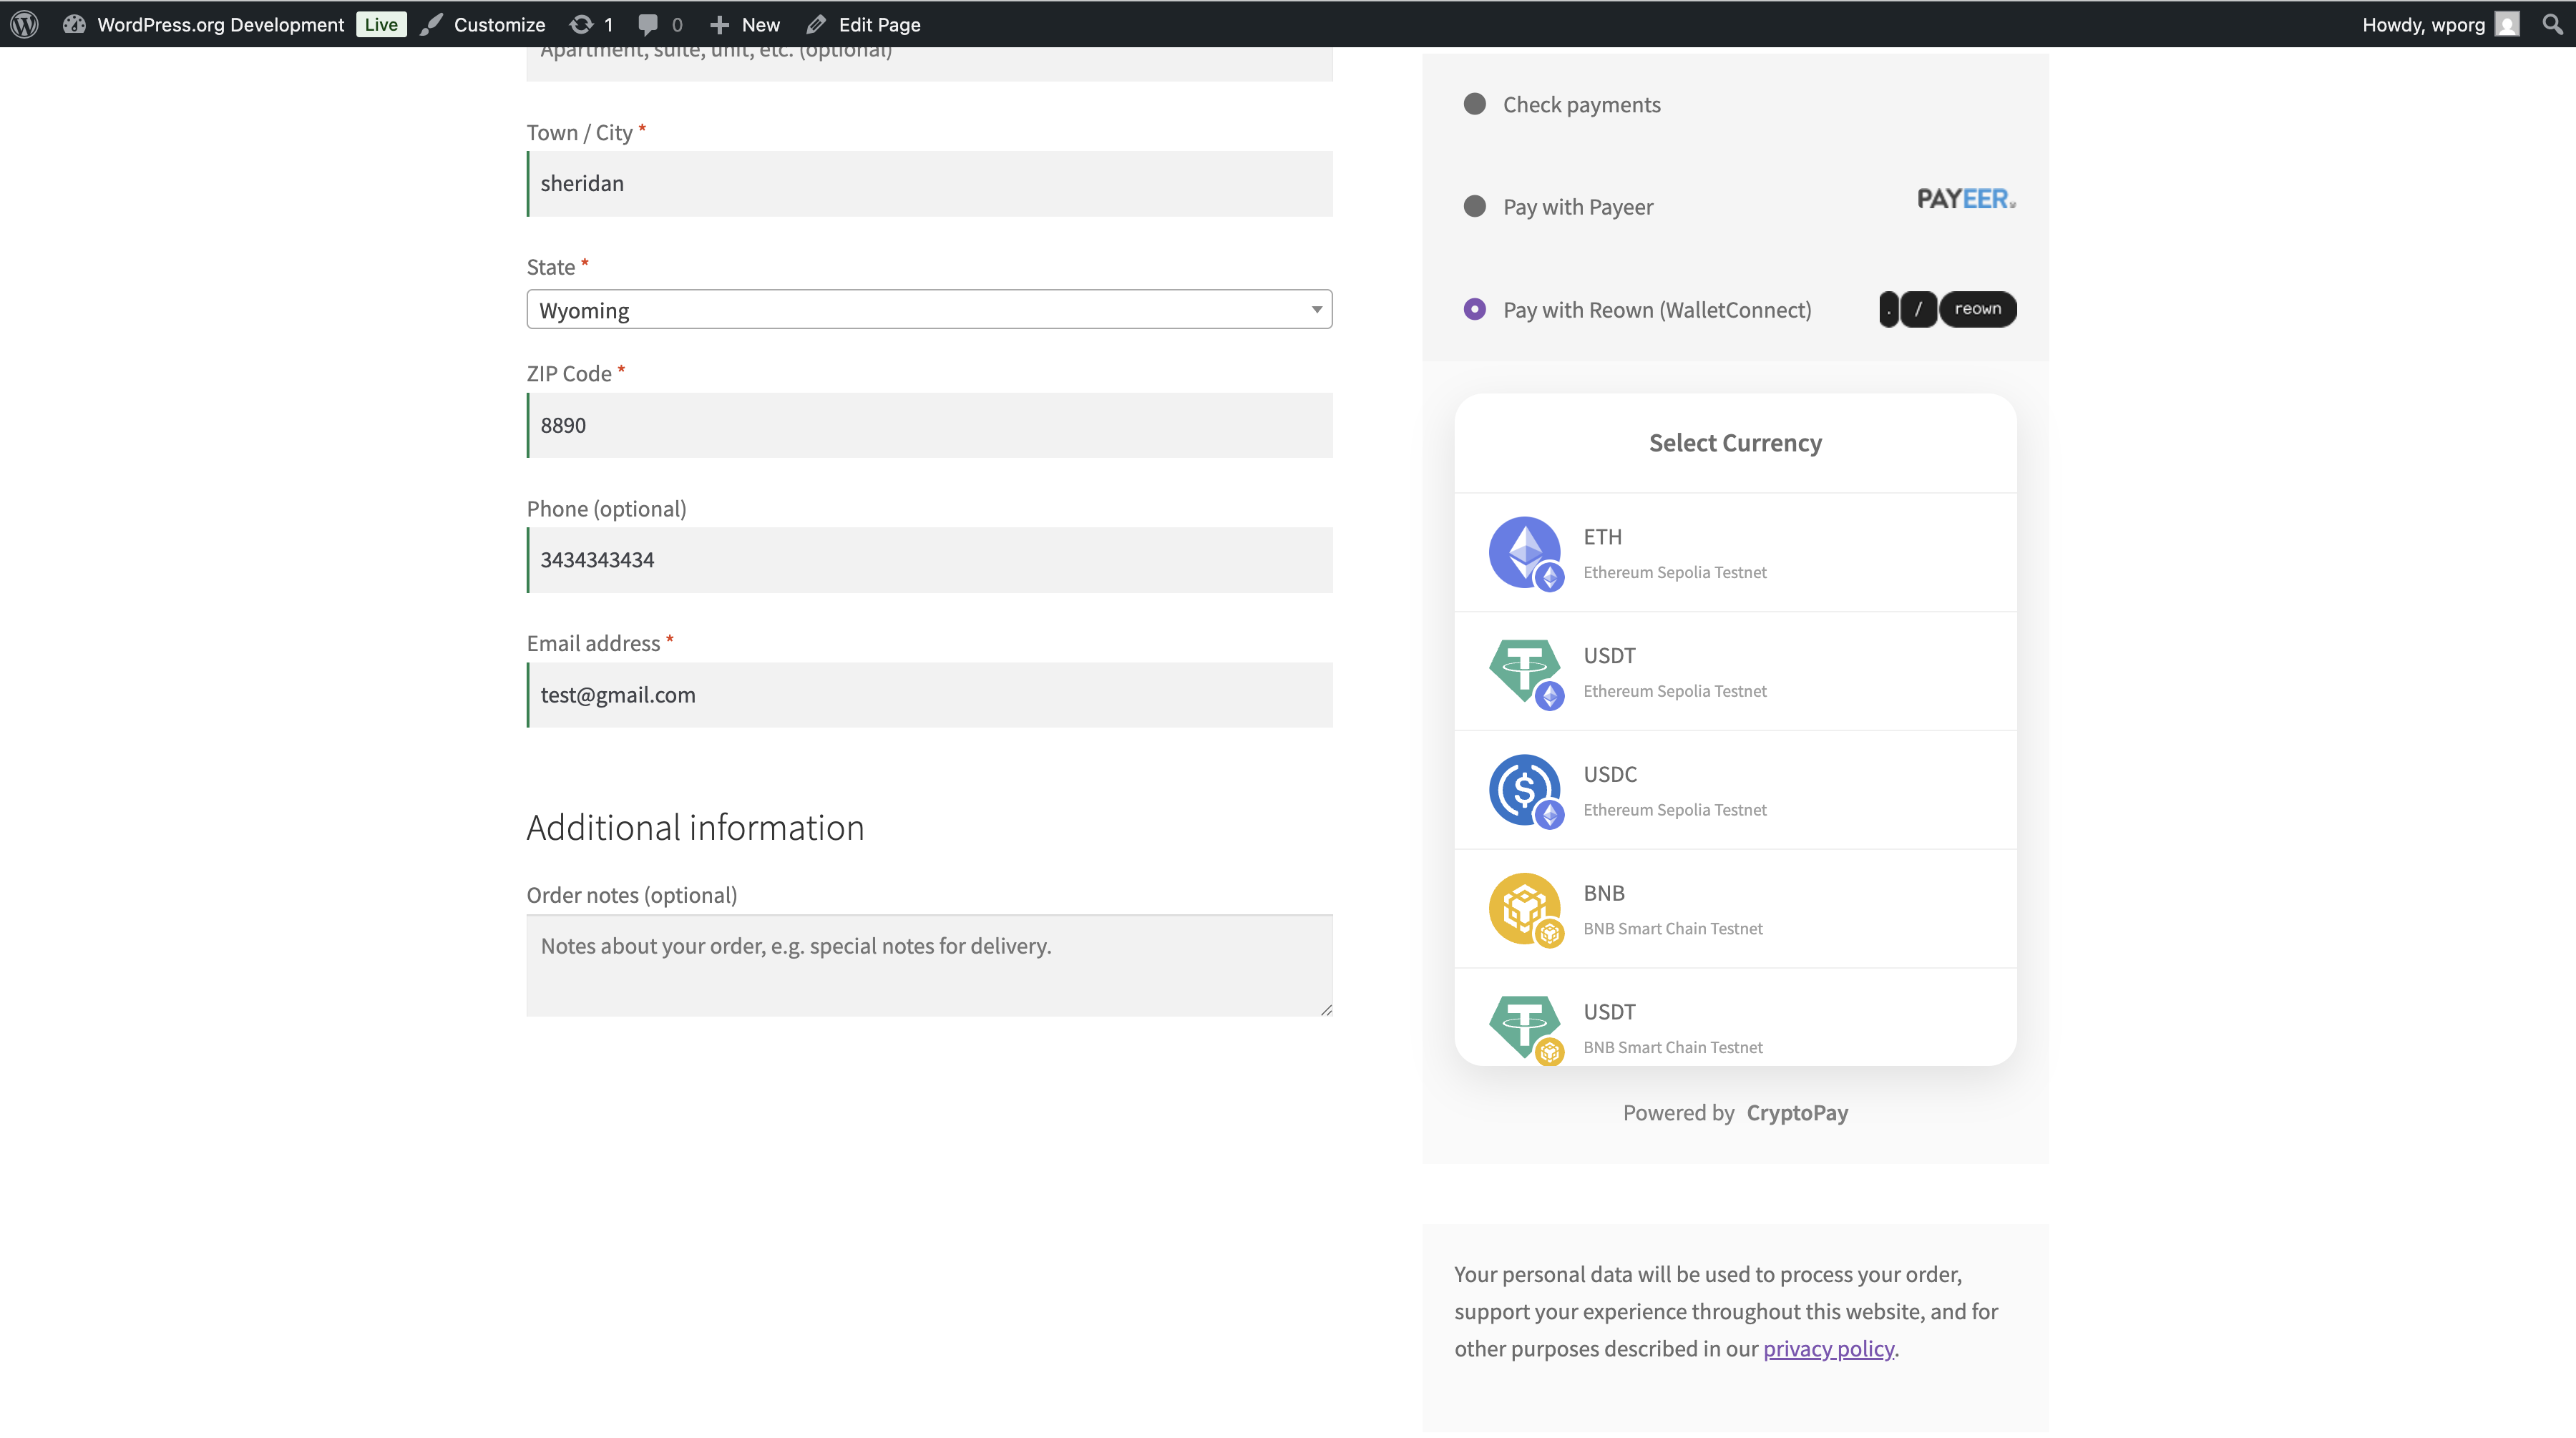 WordPress.org Development Live Customize 1 0 New Edit Page Howdy, wporg
Apartment, suite, unit, etc. (optional)
Town / City *
sheridan
State *
Wyoming
ZIP Code *
8890
Phone (optional)
3434343434
Email address *
test@gmail.com
Additional information
Order notes (optional)
Notes about your order, e.g. special notes for delivery.
Check payments
Pay with Payeer PAYEER
Pay with Reown (WalletConnect) . / reown
Select Currency
ETH
Ethereum Sepolia Testnet
USDT
Ethereum Sepolia Testnet
USDC
Ethereum Sepolia Testnet
BNB
BNB Smart Chain Testnet
USDT
BNB Smart Chain Testnet
Powered by CryptoPay
Your personal data will be used to process your order,
support your experience throughout this website, and for
other purposes described in our privacy policy.